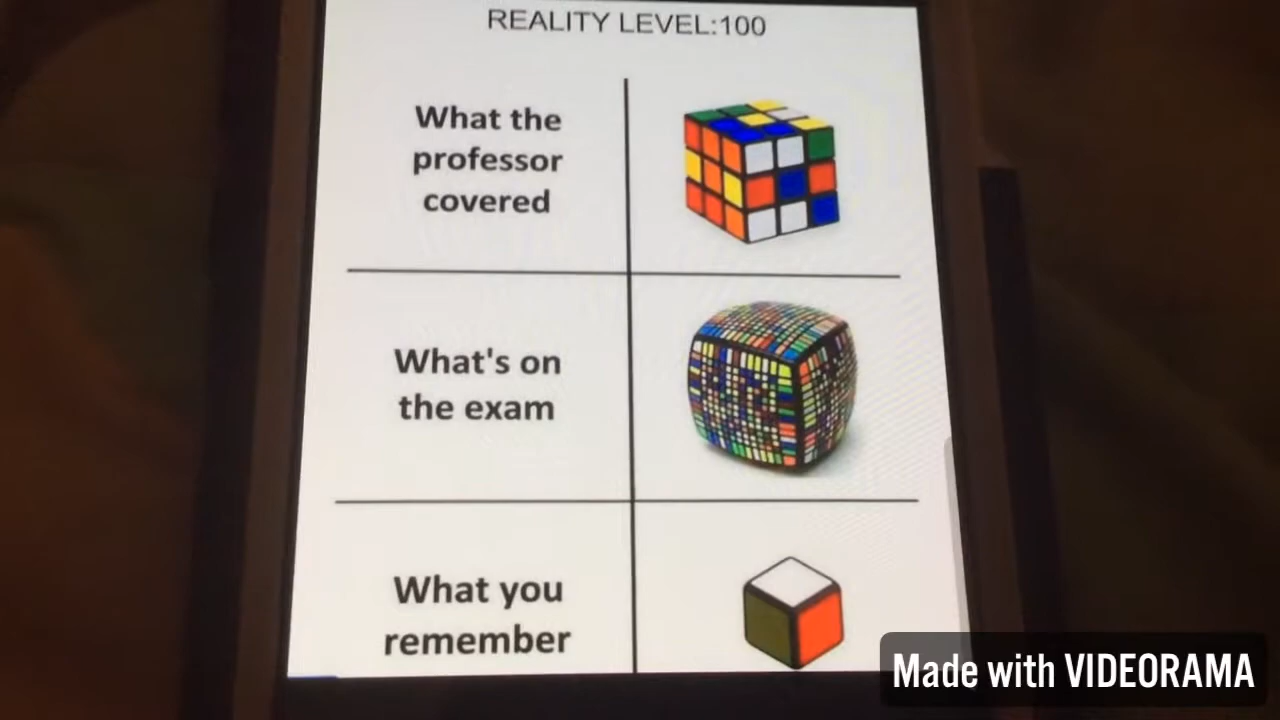 REALITY LEVEL:100
What the
professor
covered
What's on
the exam
What you
remember
Made with VIDEORAMA